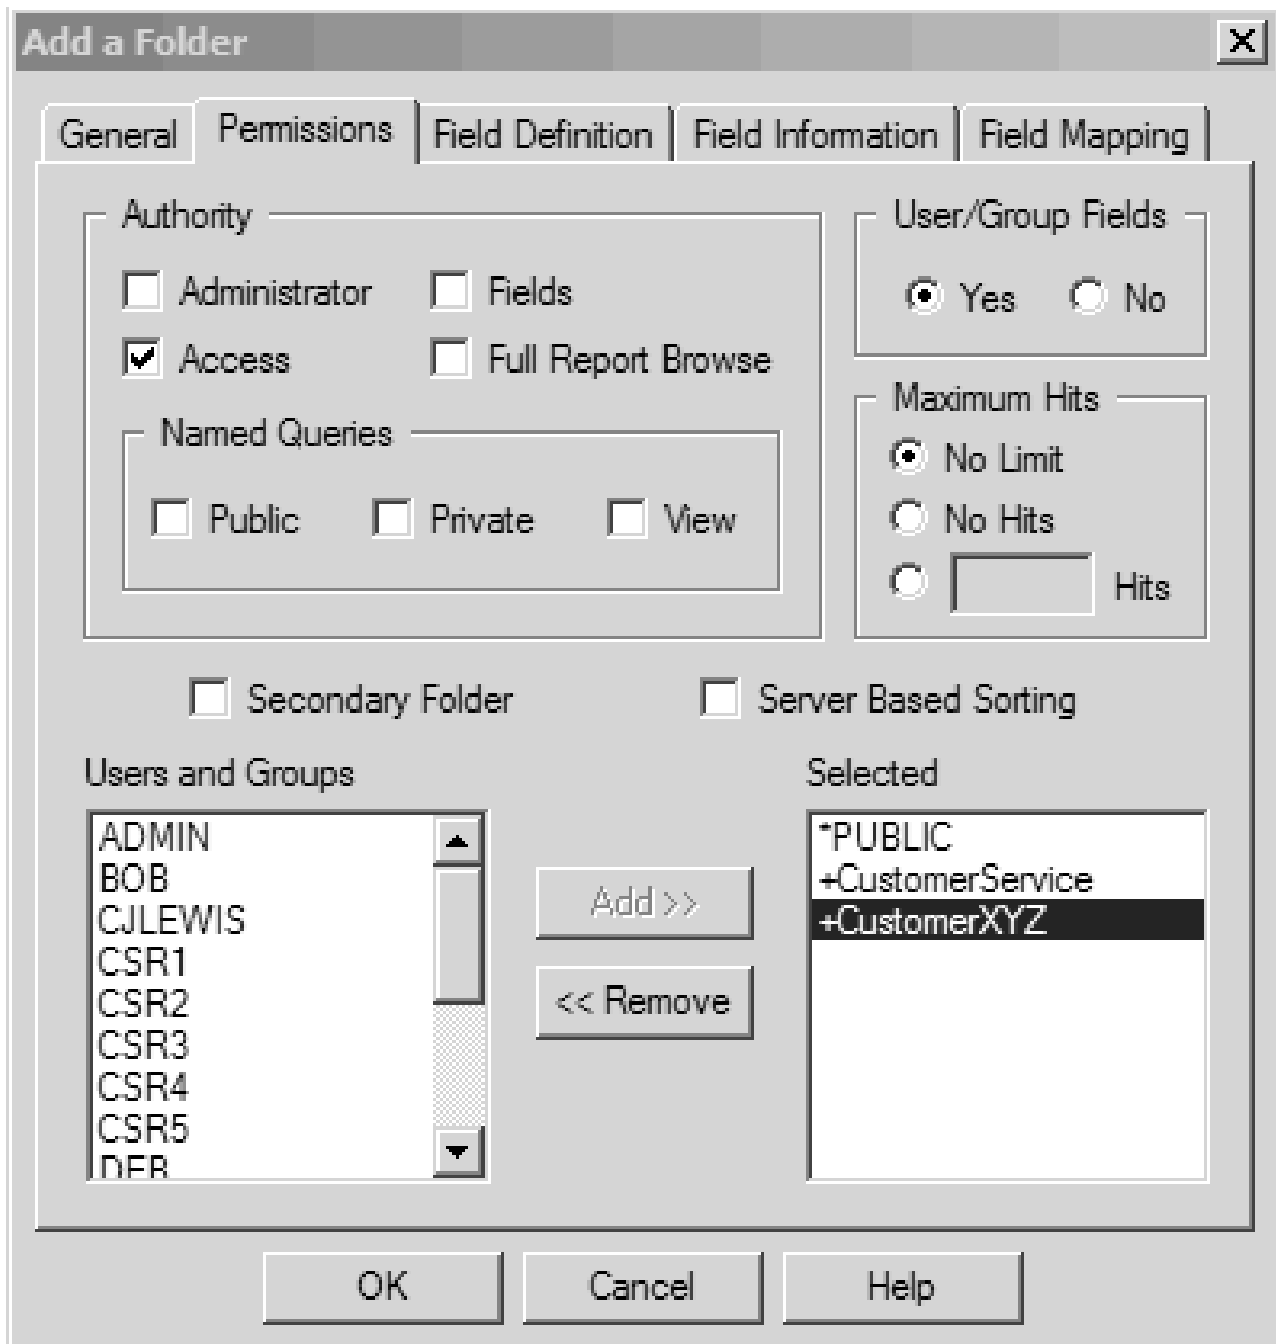 Add a Folder
General Permissions Field Definition Field Information Field Mapping
Authority
Administrator Fields
Access Full Report Browse
Named Queries
Public Private View
User/Group Fields
Yes No
Maximum Hits
No Limit
No Hits
Hits
Secondary Folder Server Based Sorting
Users and Groups
ADMIN
BOB
CJLEWIS
CSR1
CSR2
CSR3
CSR4
CSR5
DEB
Add >>
<< Remove
Selected
*PUBLIC
+CustomerService
+CustomerXYZ
OK Cancel Help